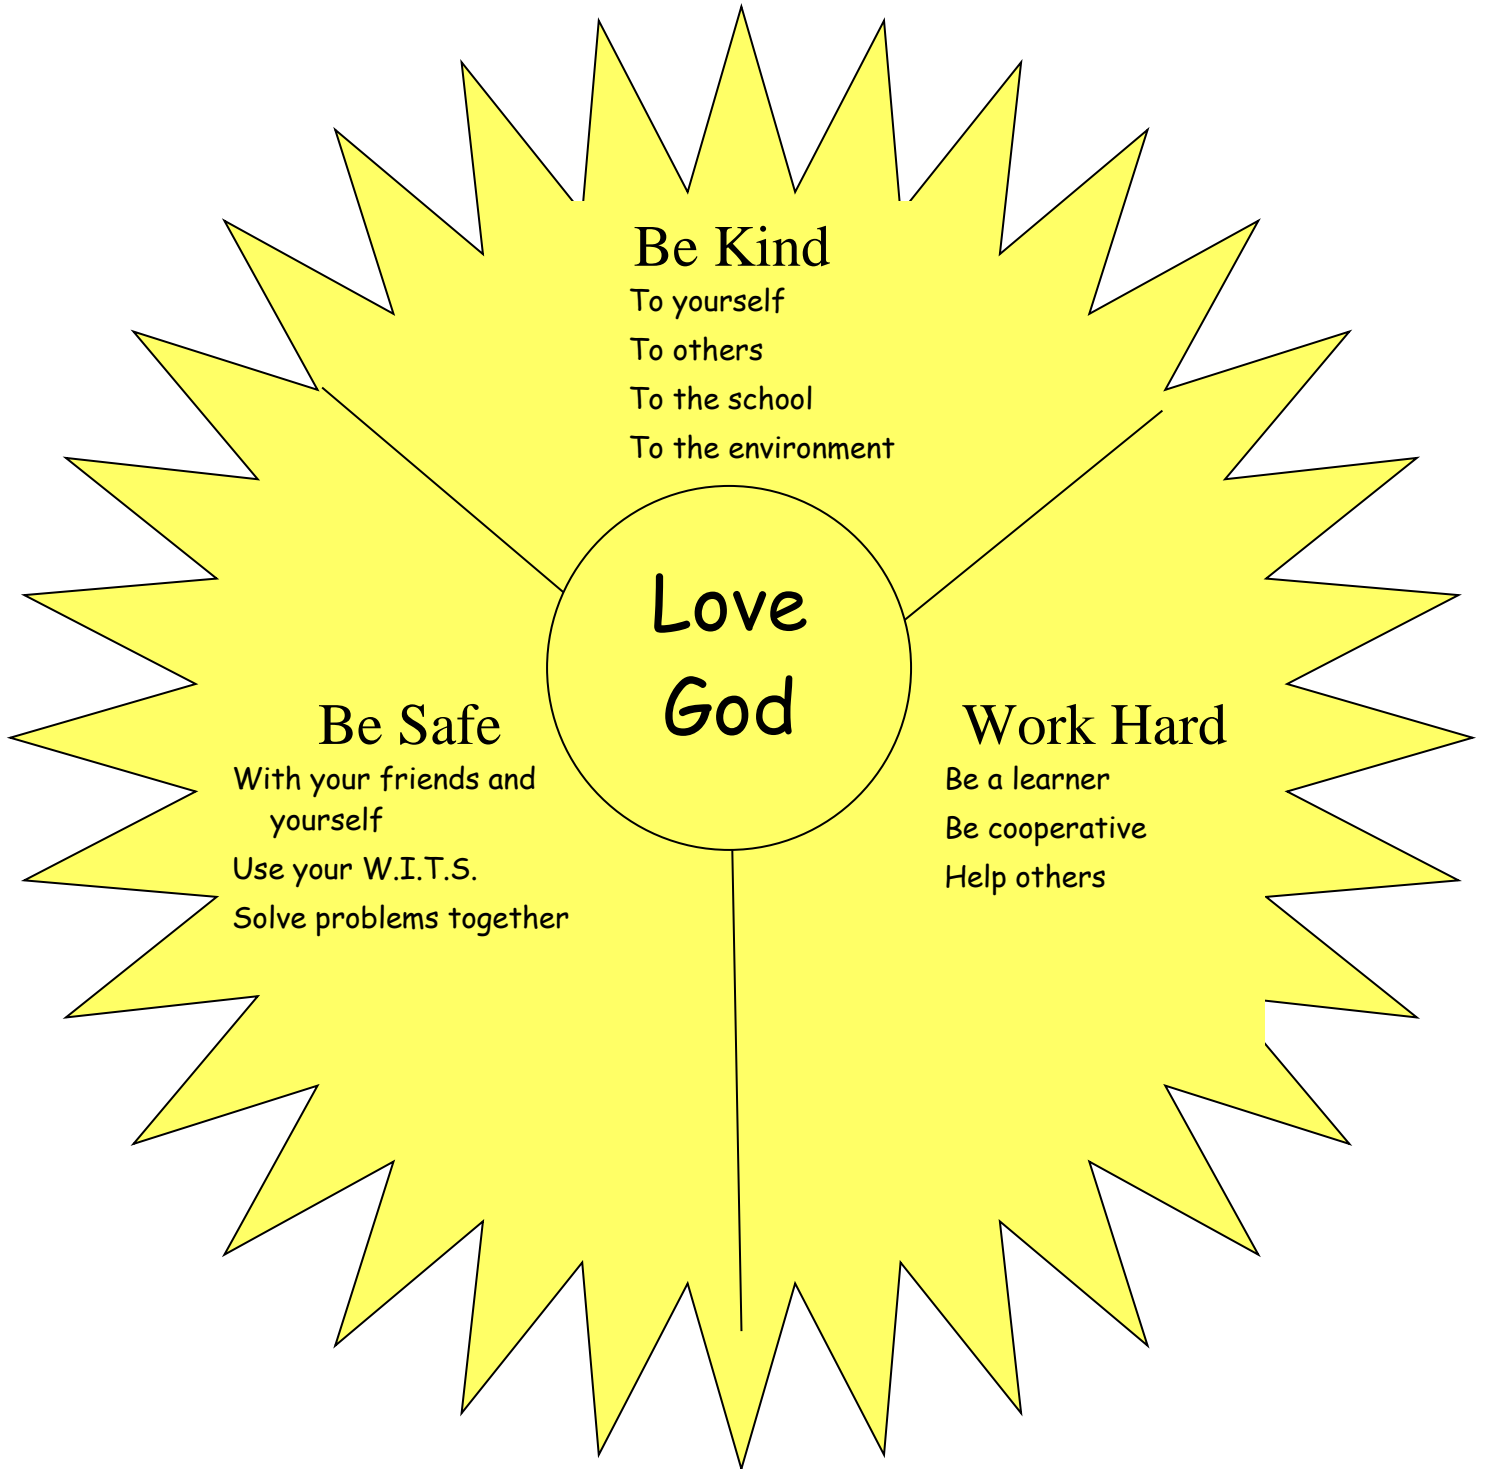 Be Kind
To yourself
To others
To the school
To the environment
Love
God
Be Safe
With your friends and
yourself
Use your W.I.T.S.
Solve problems together
Work Hard
Be a learner
Be cooperative
Help others